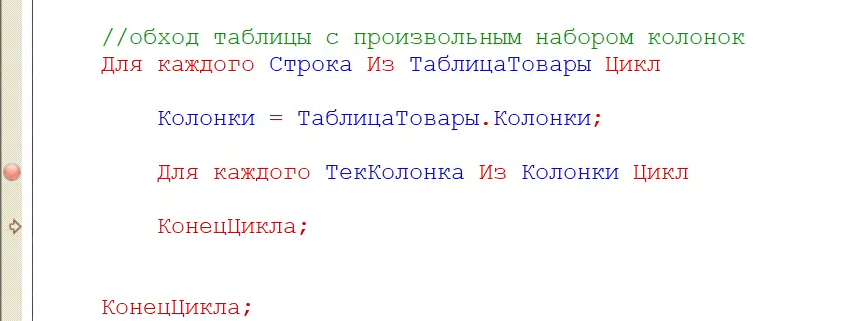 //обход таблицы с произвольным набором колонок
Для каждого Строка Из ТаблицаТовары Цикл
Колонки = ТаблицаТовары.Колонки;
Для каждого ТекКолонка Из Колонки Цикл
КонецЦикла;
КонецЦикла;